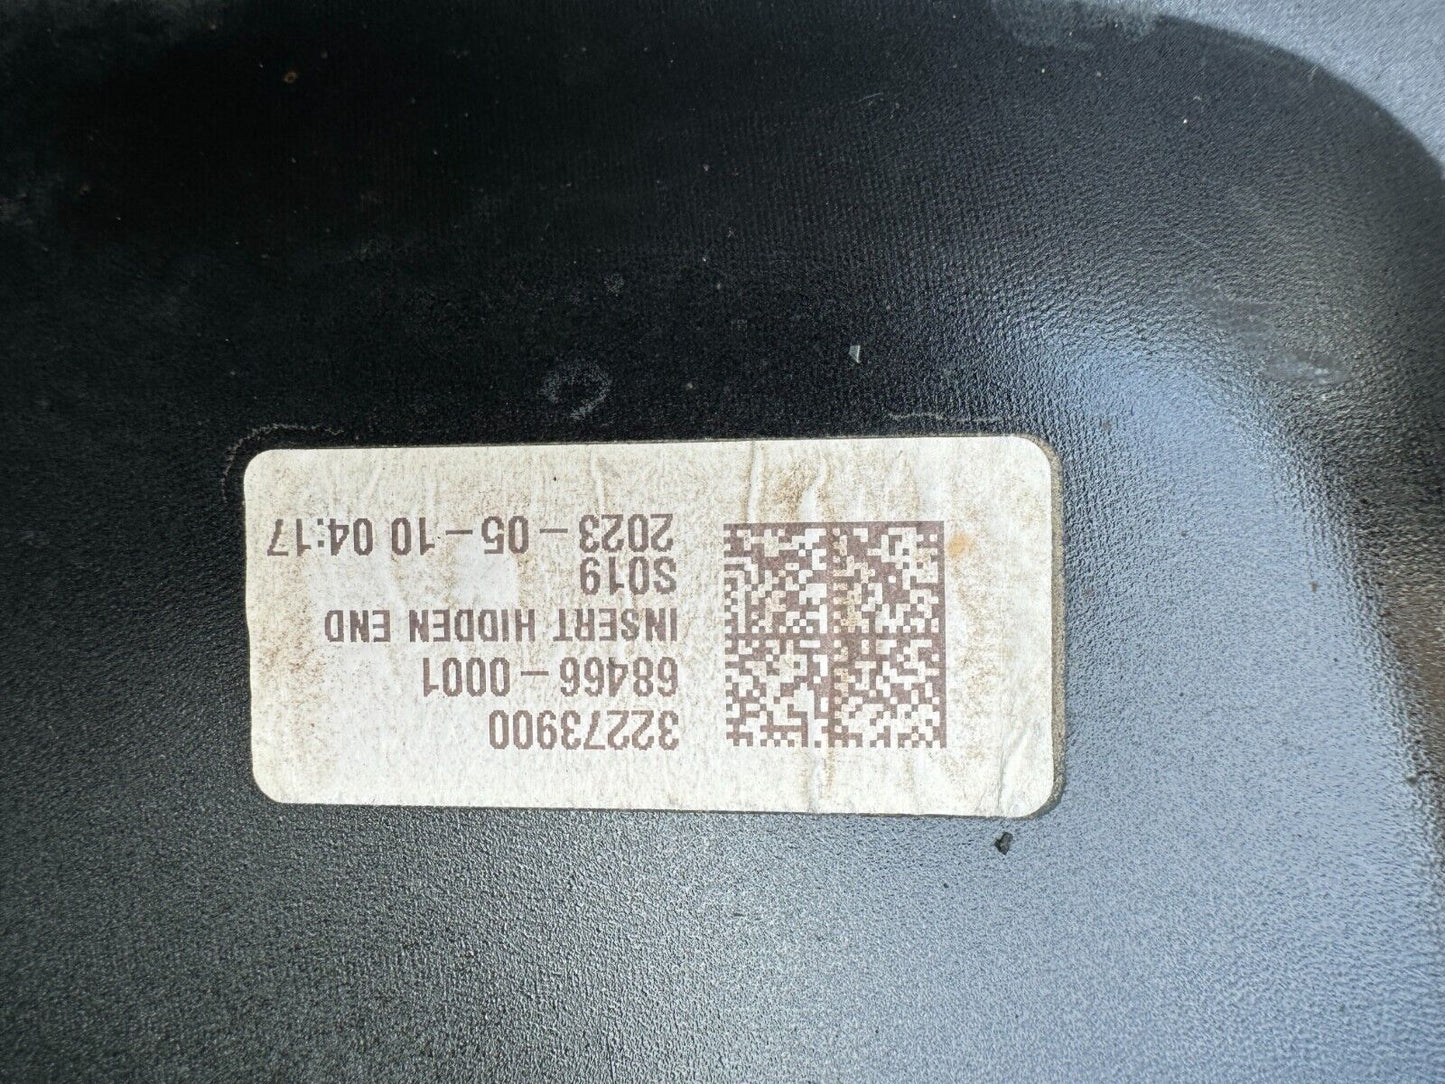 32273900
68466-0001
INSERT HIDDEN END
S019
2023-05-10 04:17